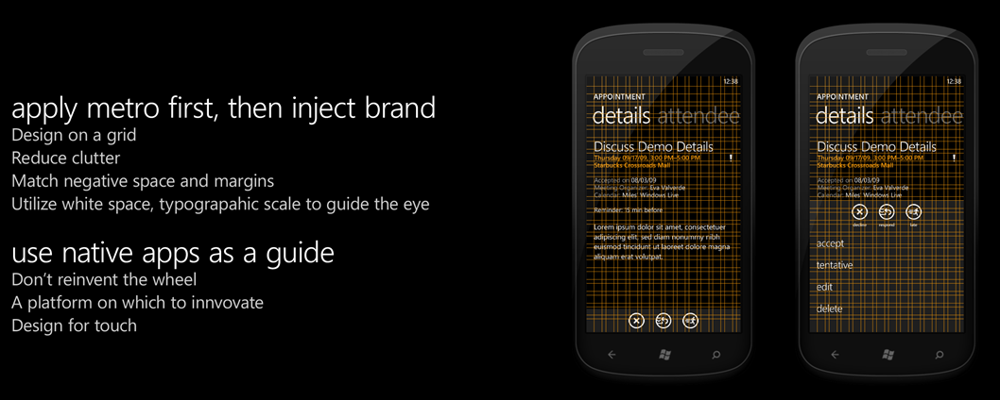 apply metro first, then inject brand
Design on a grid
Reduce clutter
Match negative space and margins
Utilize white space, typograpahic scale to guide the eye
use native apps as a guide
Don't reinvent the wheel
A platform on which to innvovate
Design for touch
12:38
APPOINTMENT
details attendee
Discuss Demo Details
Thursday 09/17/09, 3:00 PM–5:00 PM
!
Starbucks Crossroads Mall
Accepted on 08/03/09
Meeting Organizer: Eva Valverde
Calendar: Miles' Windows Live
Reminder: 15 min before
Lorem ipsum dolor sit amet, consectetuer
adipiscing elit, sed diam nonummy nibh
euismod tincidunt ut laoreet dolore magna
aliquam erat volutpat.
12:38
APPOINTMENT
details attendee
Discuss Demo Details
Thursday 09/17/09, 3:00 PM–5:00 PM
!
Starbucks Crossroads Mall
Accepted on 08/03/09
Meeting Organizer: Eva Valverde
Calendar: Miles' Windows Live
decline respond late
accept
tentative
edit
delete